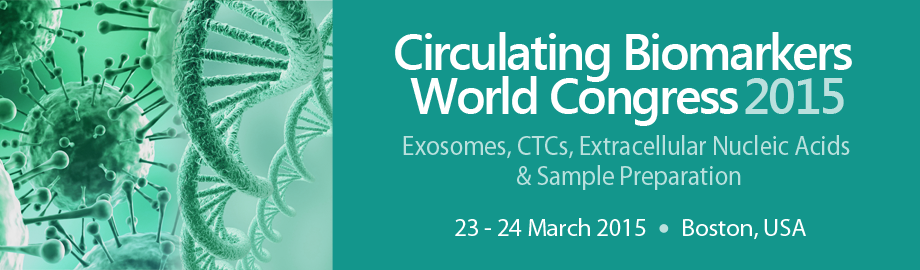 Circulating Biomarkers
World Congress 2015
Exosomes, CTCs, Extracellular Nucleic Acids
& Sample Preparation
23 - 24 March 2015 • Boston, USA